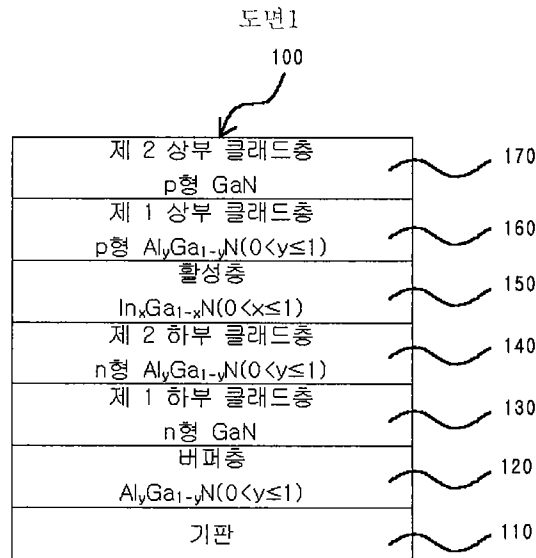 도면1
100
제 2 상부 클래드층
p형 GaN
170
제 1 상부 클래드층
p형 AlyGa1-yN(0<y≤1)
160
활성층
InxGa1-xN(0<x≤1)
150
제 2 하부 클래드층
n형 AlyGa1-yN(0<y≤1)
140
제 1 하부 클래드층
n형 GaN
130
버퍼층
AlyGa1-yN(0<y≤1)
120
기판
110